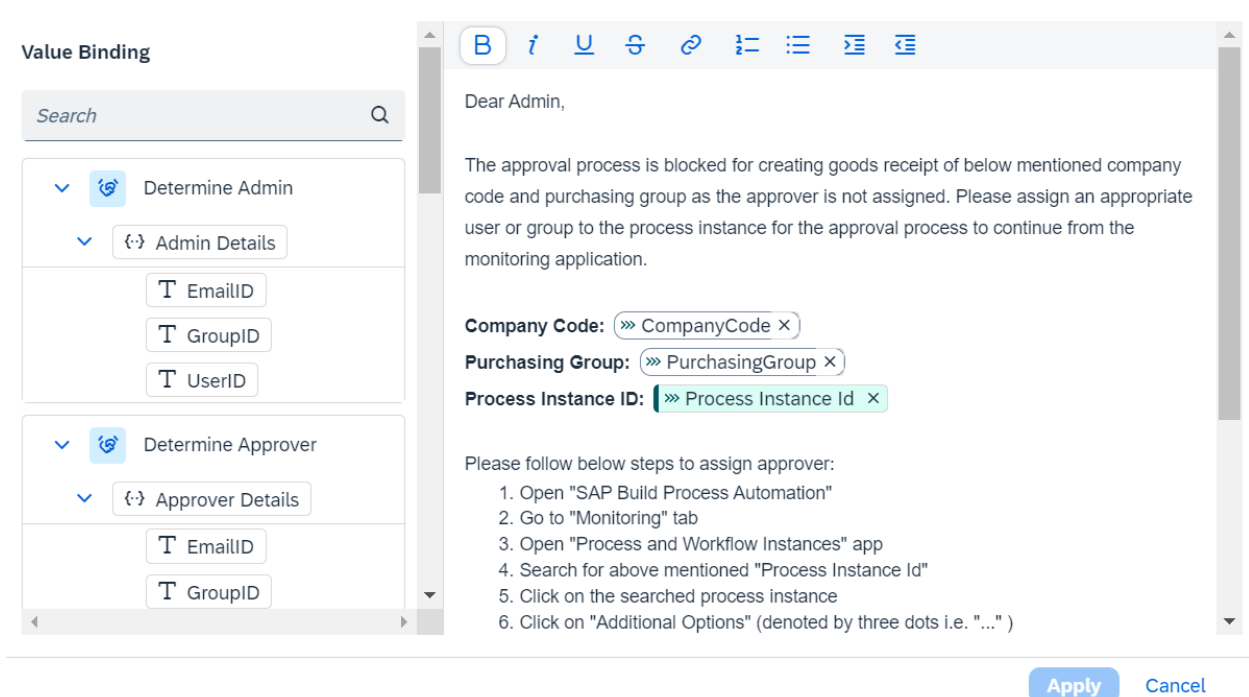 Value Binding
Search
Determine Admin
Admin Details
T EmailID
T GroupID
T UserID
Determine Approver
Approver Details
T EmailID
T GroupID
B i U S
Dear Admin,
The approval process is blocked for creating goods receipt of below mentioned company
code and purchasing group as the approver is not assigned. Please assign an appropriate
user or group to the process instance for the approval process to continue from the
monitoring application.
Company Code: CompanyCode ×
Purchasing Group: PurchasingGroup ×
Process Instance ID: Process Instance Id ×
Please follow below steps to assign approver:
1. Open "SAP Build Process Automation"
2. Go to "Monitoring" tab
3. Open "Process and Workflow Instances" app
4. Search for above mentioned "Process Instance Id"
5. Click on the searched process instance
6. Click on "Additional Options" (denoted by three dots i.e. "..." )
Apply
Cancel